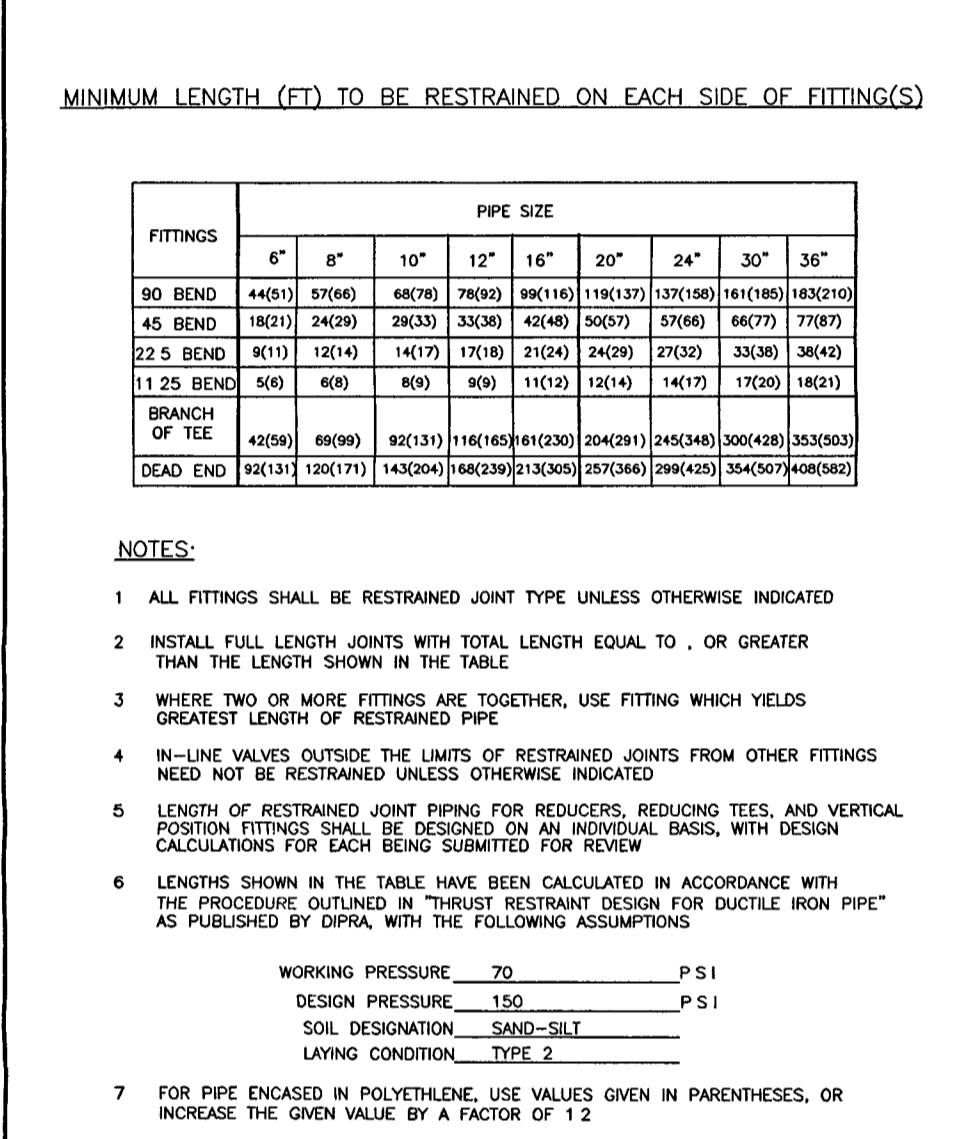 MINIMUM LENGTH (FT) TO BE RESTRAINED ON EACH SIDE OF FITTING(S)
FITTINGS PIPE SIZE
6" 8" 10" 12" 16" 20" 24" 30" 36"
90 BEND 44(51) 57(66) 68(78) 78(92) 99(116) 119(137) 137(158) 161(185) 183(210)
45 BEND 18(21) 24(29) 29(33) 33(38) 42(48) 50(57) 57(66) 66(77) 77(87)
22 5 BEND 9(11) 12(14) 14(17) 17(18) 21(24) 24(29) 27(32) 33(38) 38(42)
11 25 BEND 5(6) 6(8) 8(9) 9(9) 11(12) 12(14) 14(17) 17(20) 18(21)
BRANCH
OF TEE 42(59) 69(99) 92(131) 116(165) 161(230) 204(291) 245(348) 300(428) 353(503)
DEAD END 92(131) 120(171) 143(204) 168(239) 213(305) 257(366) 299(425) 354(507) 408(582)
NOTES:
1 ALL FITTINGS SHALL BE RESTRAINED JOINT TYPE UNLESS OTHERWISE INDICATED
2 INSTALL FULL LENGTH JOINTS WITH TOTAL LENGTH EQUAL TO , OR GREATER
THAN THE LENGTH SHOWN IN THE TABLE
3 WHERE TWO OR MORE FITTINGS ARE TOGETHER, USE FITTING WHICH YIELDS
GREATEST LENGTH OF RESTRAINED PIPE
4 IN-LINE VALVES OUTSIDE THE LIMITS OF RESTRAINED JOINTS FROM OTHER FITTINGS
NEED NOT BE RESTRAINED UNLESS OTHERWISE INDICATED
5 LENGTH OF RESTRAINED JOINT PIPING FOR REDUCERS, REDUCING TEES, AND VERTICAL
POSITION FITTINGS SHALL BE DESIGNED ON AN INDIVIDUAL BASIS, WITH DESIGN
CALCULATIONS FOR EACH BEING SUBMITTED FOR REVIEW
6 LENGTHS SHOWN IN THE TABLE HAVE BEEN CALCULATED IN ACCORDANCE WITH
THE PROCEDURE OUTLINED IN "THRUST RESTRAINT DESIGN FOR DUCTILE IRON PIPE"
AS PUBLISHED BY DIPRA, WITH THE FOLLOWING ASSUMPTIONS
WORKING PRESSURE 70 PSI
DESIGN PRESSURE 150 PSI
SOIL DESIGNATION SAND-SILT
LAYING CONDITION TYPE 2
7 FOR PIPE ENCASED IN POLYETHLENE, USE VALUES GIVEN IN PARENTHESES, OR
INCREASE THE GIVEN VALUE BY A FACTOR OF 1 2